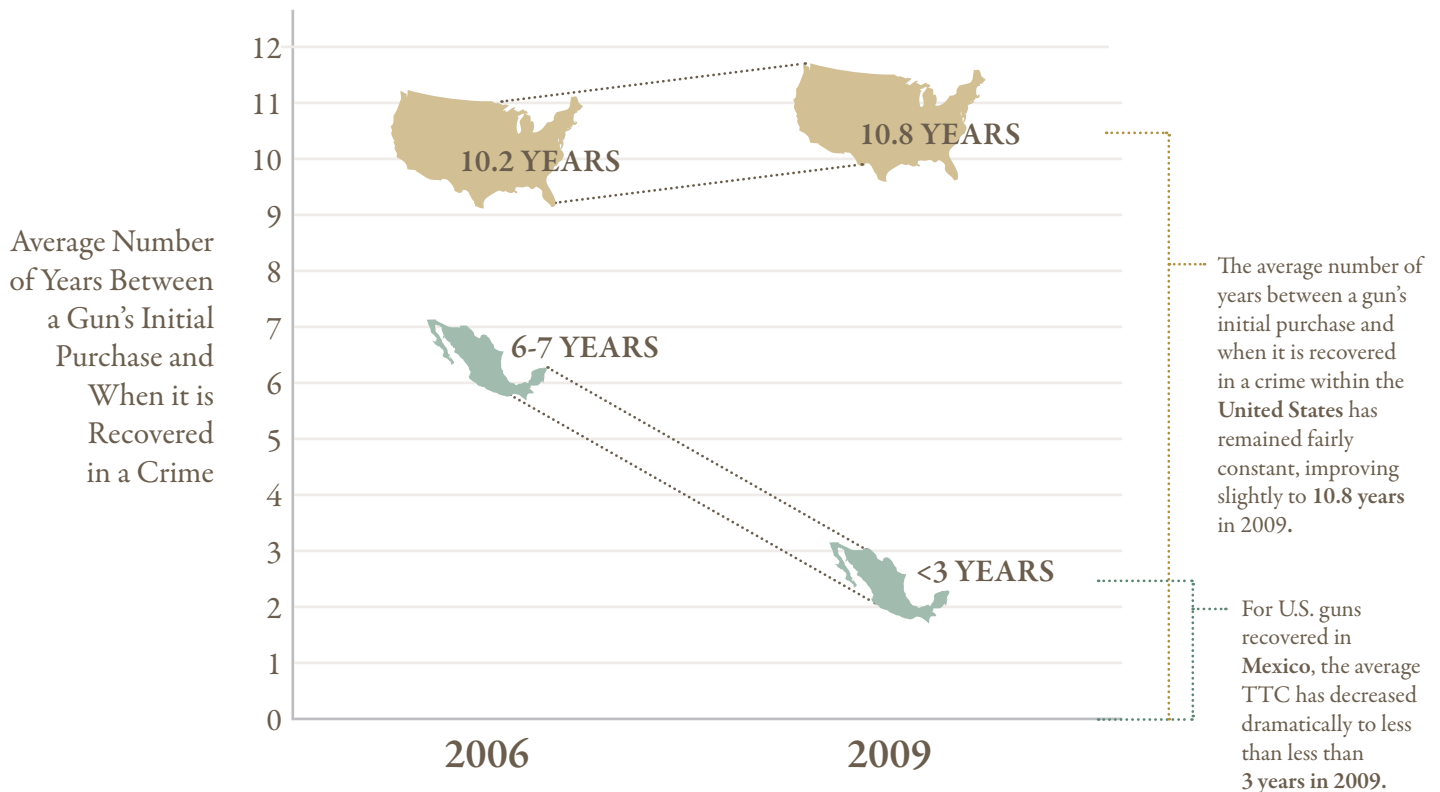 Average Number
of Years Between
a Gun’s Initial
Purchase and
When it is
Recovered
in a Crime
12
11
10
9
8
7
6
5
4
3
2
1
0
10.2 YEARS
10.8 YEARS
6-7 YEARS
<3 YEARS
2006
2009
The average number of
years between a gun’s
initial purchase and
when it is recovered
in a crime within the
United States has
remained fairly
constant, improving
slightly to 10.8 years
in 2009.
For U.S. guns
recovered in
Mexico, the average
TTC has decreased
dramatically to less
than less than
3 years in 2009.